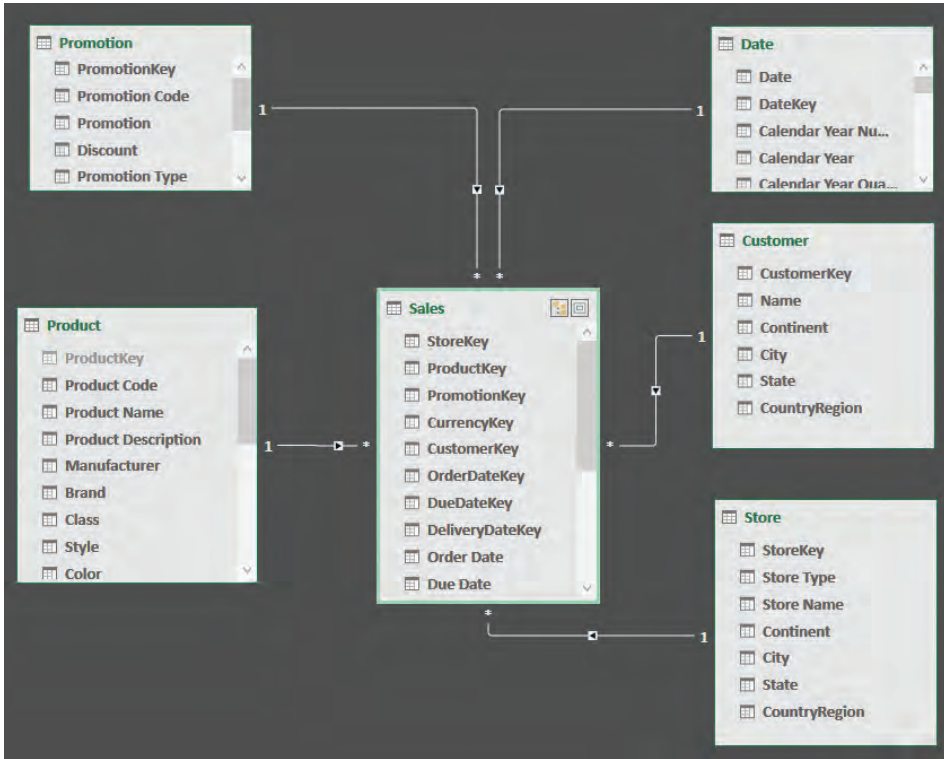 Promotion
PromotionKey
Promotion Code
Promotion
Discount
Promotion Type
1
Date
Date
DateKey
Calendar Year Nu...
Calendar Year
Calendar Year Qua...
1
*
*
Product
ProductKey
Product Code
Product Name
Product Description
Manufacturer
Brand
Class
Style
Color
1
*
Sales
StoreKey
ProductKey
PromotionKey
CurrencyKey
CustomerKey
OrderDateKey
DueDateKey
DeliveryDateKey
Order Date
Due Date
*
*
Customer
CustomerKey
Name
Continent
City
State
CountryRegion
1
Store
StoreKey
Store Type
Store Name
Continent
City
State
CountryRegion
1